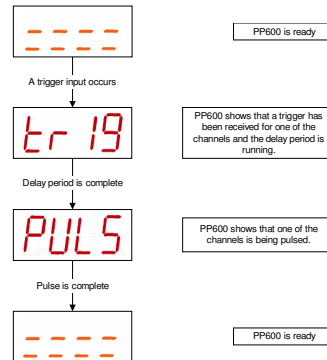 PP600 is ready
A trigger input occurs
tr19
PP600 shows that a trigger has
been received for one of the
channels and the delay period is
running.
Delay period is complete
PULS
PP600 shows that one of the
channels is being pulsed.
Pulse is complete
PP600 is ready